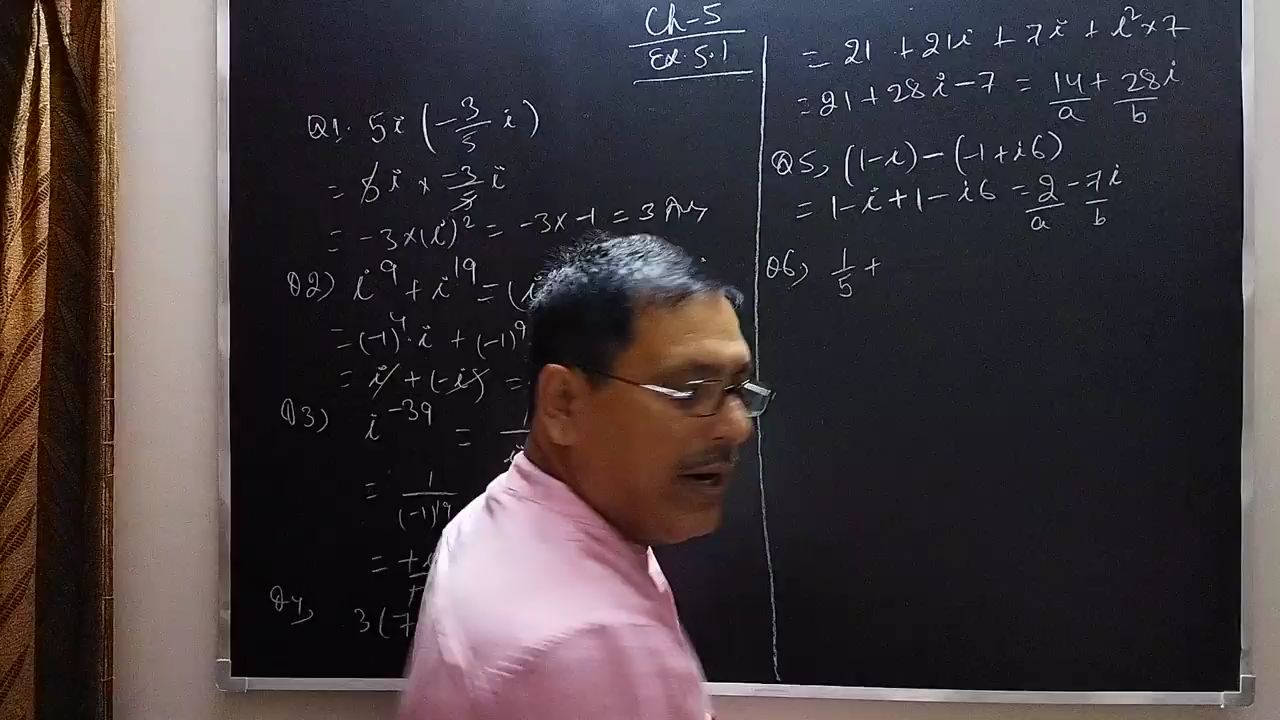 Ch-5
Ex. 5.1
Q1. 5i (-3/5 i)
= 5i × -3/5 i
= -3×(i)² = -3×-1 = 3 Ans
Q2) i⁹ + i¹⁹ = (i
= (-1)⁴·i + (-1)⁹
= i + (-i) =
Q3) i⁻³⁹ = 1
= 1/(-1)¹⁹
Q4, 3(7
= 21 + 21i + 7i + i²×7
= 21 + 28i - 7 = 14 + 28i
a b
Q5, (1-i) - (-1+i6)
= 1-i+1-i6 = 2 - 7i
a b
Q6, 1/5 +